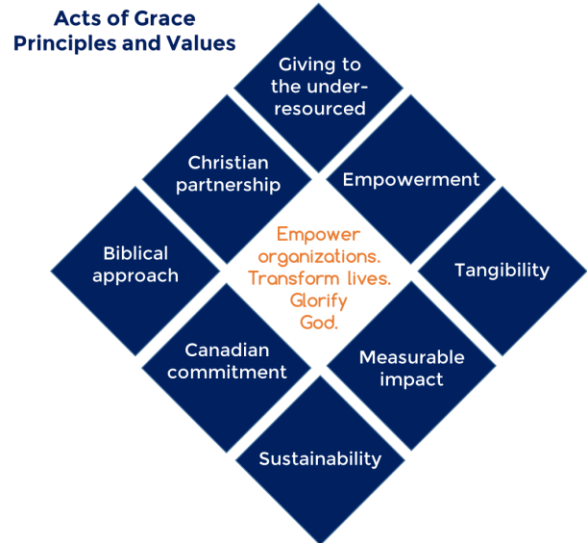 Acts of Grace
Principles and Values
Giving to
the under-
resourced
Christian
partnership
Empowerment
Biblical
approach
Empower
organizations.
Transform lives.
Glorify
God.
Tangibility
Canadian
commitment
Measurable
impact
Sustainability